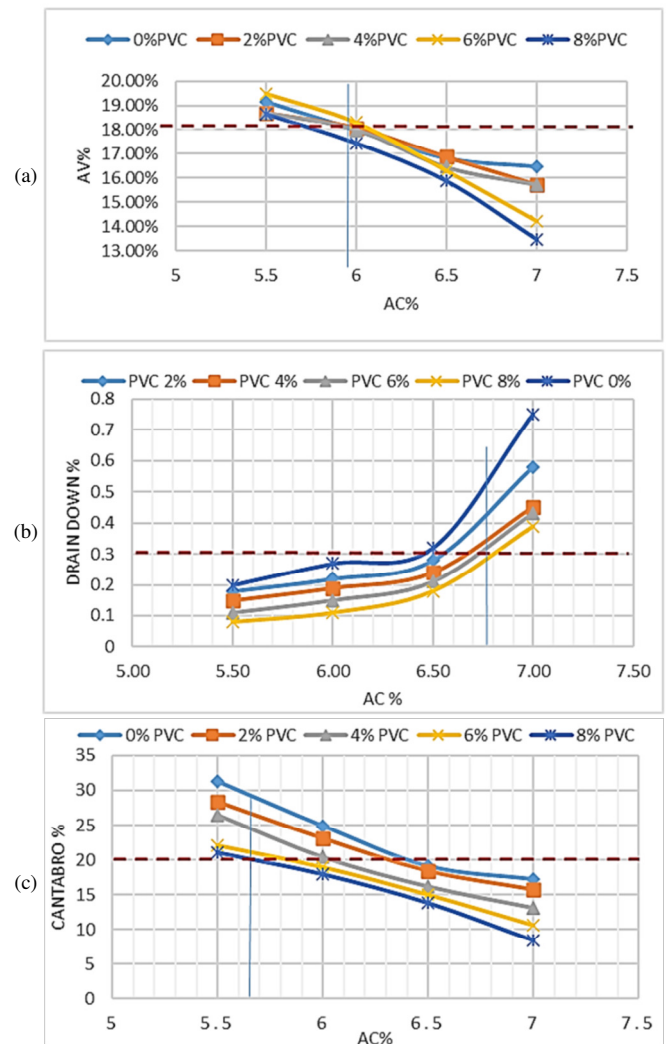 0%PVC 2%PVC 4%PVC 6%PVC 8%PVC
20.00%
19.00%
18.00%
17.00%
16.00%
15.00%
14.00%
13.00%
AV%
(a)
5 5.5 6 6.5 7 7.5
AC%
PVC 2% PVC 4% PVC 6% PVC 8% PVC 0%
0.8
0.7
0.6
0.5
0.4
0.3
0.2
0.1
0
DRAIN DOWN %
(b)
5.00 5.50 6.00 6.50 7.00 7.50
AC %
0% PVC 2% PVC 4% PVC 6% PVC 8% PVC
35
30
25
20
15
10
5
0
CANTABRO %
(c)
5 5.5 6 6.5 7 7.5
AC%